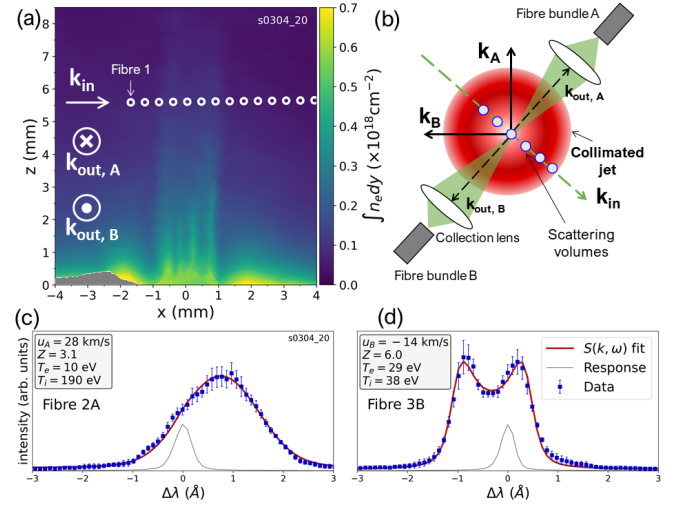 (a)
s0304_20
Fibre 1
k_in
k_out, A
k_out, B
z (mm)
8
7
6
5
4
3
2
1
0
−4 −3 −2 −1 0 1 2 3 4
x (mm)
0.7
0.6
0.5
0.4
0.3
0.2
0.1
0.0
∫ n_e dy (×10^18 cm^−2)
(b)
Fibre bundle A
k_A
k_out, A
k_B
Collimated
jet
k_out, B
k_in
Collection lens
Scattering
volumes
Fibre bundle B
(c)
s0304_20
u_A = 28 km/s
Z = 3.1
T_e = 10 eV
T_i = 190 eV
Fibre 2A
intensity (arb. units)
−3 −2 −1 0 1 2 3
Δλ (Å)
(d)
u_B = −14 km/s
Z = 6.0
T_e = 29 eV
T_i = 38 eV
Fibre 3B
S(k, ω) fit
Response
Data
−3 −2 −1 0 1 2 3
Δλ (Å)